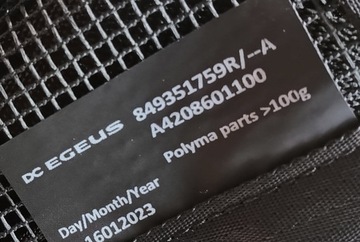 DC EGEUS 849351759R/--A
A4208601100
Polyma parts >100g
Day/Month/Year
16012023